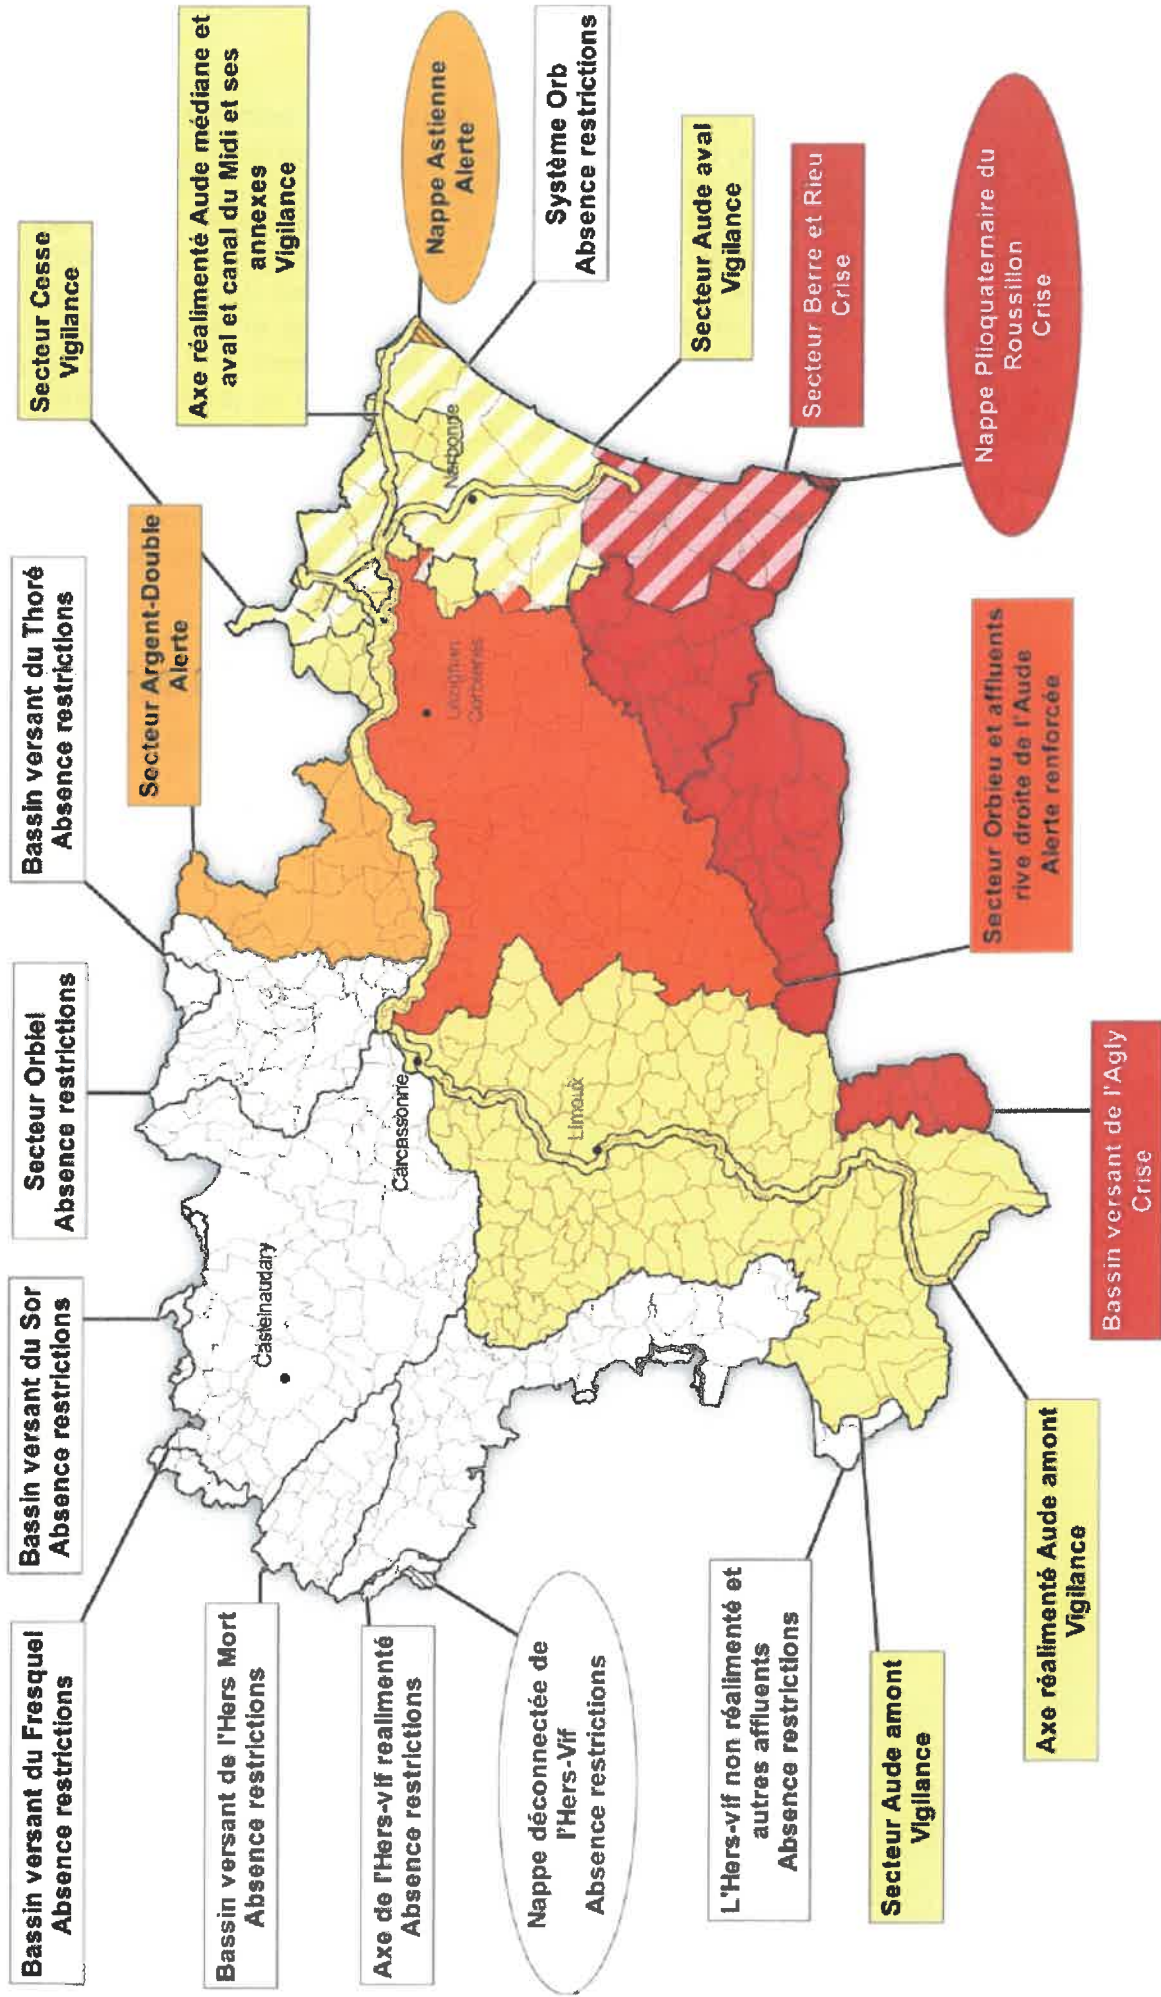 Bassin versant du Fresquel
Absence restrictions
Bassin versant du Sor
Absence restrictions
Secteur Orbiel
Absence restrictions
Bassin versant du Thoré
Absence restrictions
Secteur Argent-Double
Alerte
Secteur Cesse
Vigilance
Axe réalimenté Aude médiane et
aval et canal du Midi et ses
annexes
Vigilance
Nappe Astienne
Alerte
Système Orb
Absence restrictions
Secteur Aude aval
Vigilance
Secteur Berre et Rieu
Crise
Nappe Plioquaternaire du
Roussillon
Crise
Secteur Orbieu et affluents
rive droite de l'Aude
Alerte renforcée
Bassin versant de l'Agly
Crise
Axe réalimenté Aude amont
Vigilance
Secteur Aude amont
Vigilance
L'Hers-vif non réalimenté et
autres affluents
Absence restrictions
Nappe déconnectée de
l'Hers-Vif
Absence restrictions
Axe de l'Hers-vif realimenté
Absence restrictions
Bassin versant de l'Hers Mort
Absence restrictions
Castelnaudary
Carcassonne
Limoux
Lézignan
Corbières
Narbonne